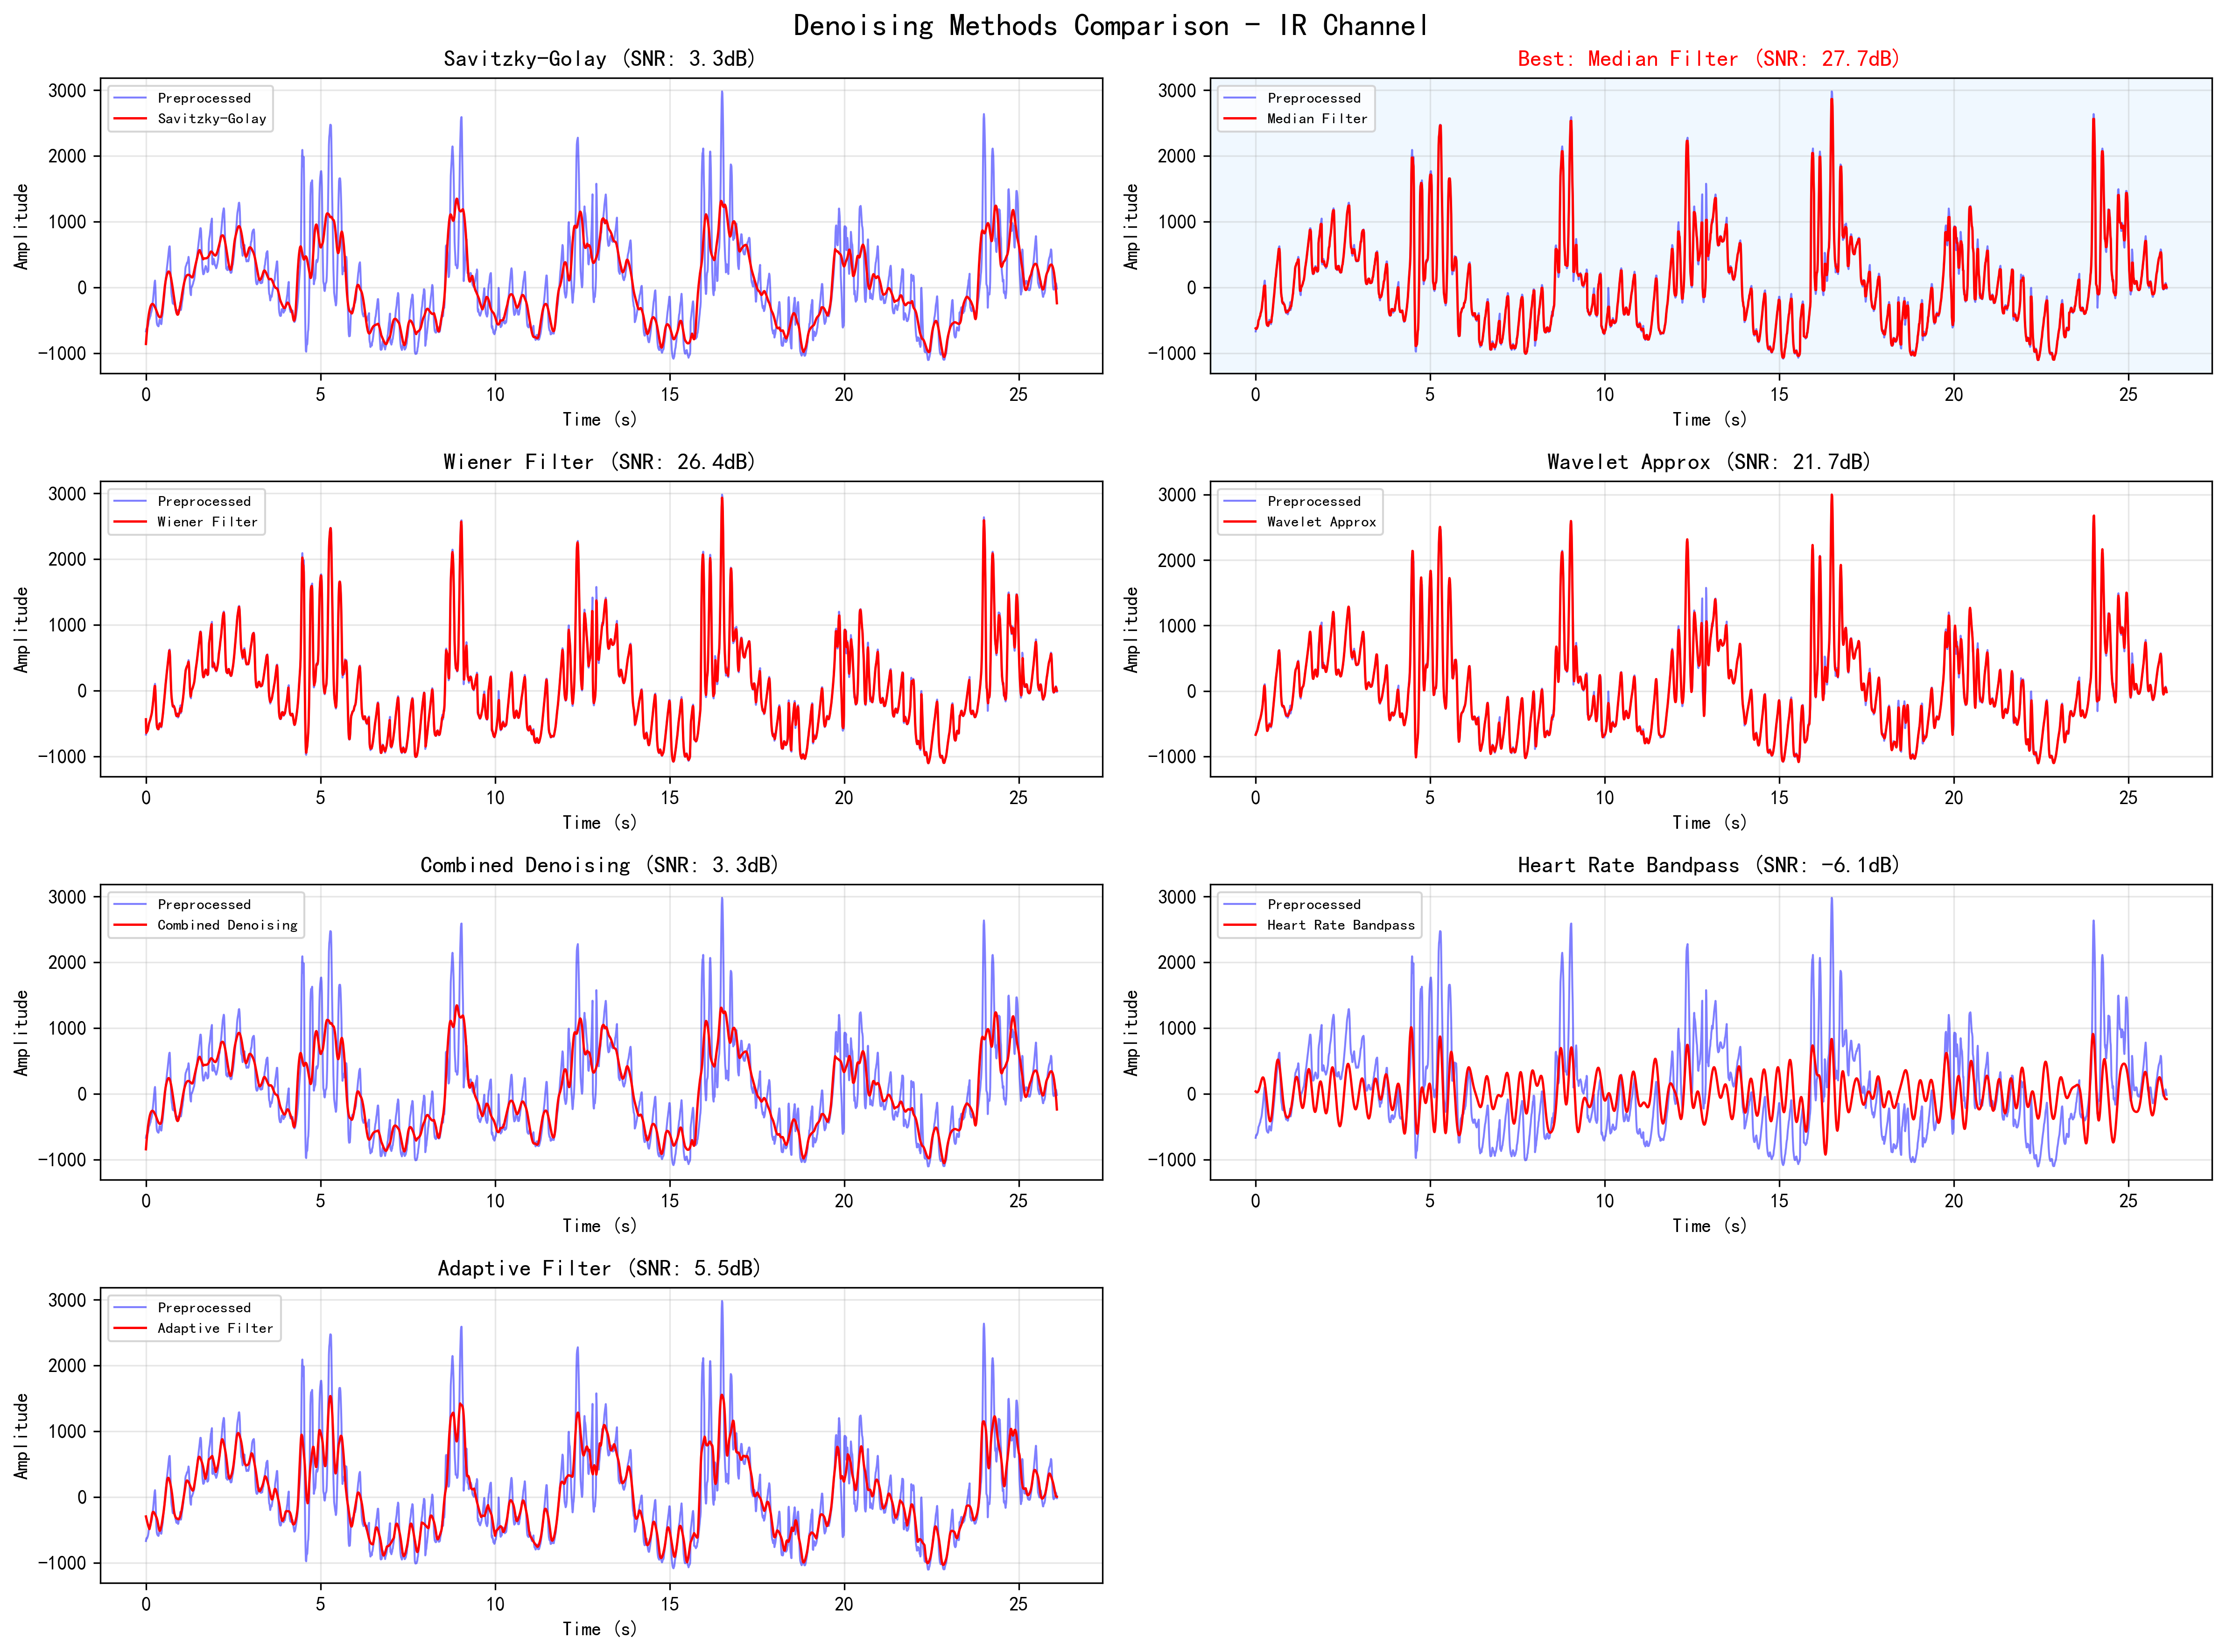 Denoising Methods Comparison - IR Channel
Savitzky-Golay (SNR: 3.3dB)
Preprocessed
Savitzky-Golay
3000
2000
1000
0
−1000
Amplitude
0 5 10 15 20 25
Time (s)
Best: Median Filter (SNR: 27.7dB)
Preprocessed
Median Filter
3000
2000
1000
0
−1000
Amplitude
0 5 10 15 20 25
Time (s)
Wiener Filter (SNR: 26.4dB)
Preprocessed
Wiener Filter
3000
2000
1000
0
−1000
Amplitude
0 5 10 15 20 25
Time (s)
Wavelet Approx (SNR: 21.7dB)
Preprocessed
Wavelet Approx
3000
2000
1000
0
−1000
Amplitude
0 5 10 15 20 25
Time (s)
Combined Denoising (SNR: 3.3dB)
Preprocessed
Combined Denoising
3000
2000
1000
0
−1000
Amplitude
0 5 10 15 20 25
Time (s)
Heart Rate Bandpass (SNR: -6.1dB)
Preprocessed
Heart Rate Bandpass
3000
2000
1000
0
−1000
Amplitude
0 5 10 15 20 25
Time (s)
Adaptive Filter (SNR: 5.5dB)
Preprocessed
Adaptive Filter
3000
2000
1000
0
−1000
Amplitude
0 5 10 15 20 25
Time (s)